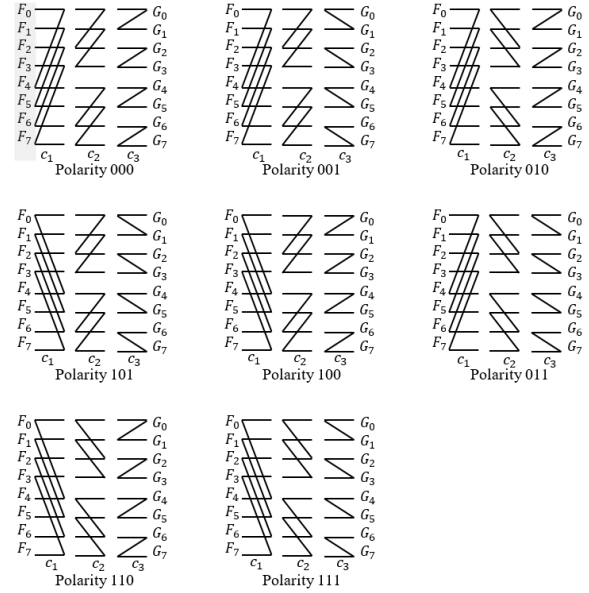 F₀ G₀
F₁ G₁
F₂ G₂
F₃ G₃
F₄ G₄
F₅ G₅
F₆ G₆
F₇ G₇
c₁ c₂ c₃
Polarity 000
F₀ G₀
F₁ G₁
F₂ G₂
F₃ G₃
F₄ G₄
F₅ G₅
F₆ G₆
F₇ G₇
c₁ c₂ c₃
Polarity 001
F₀ G₀
F₁ G₁
F₂ G₂
F₃ G₃
F₄ G₄
F₅ G₅
F₆ G₆
F₇ G₇
c₁ c₂ c₃
Polarity 010
F₀ G₀
F₁ G₁
F₂ G₂
F₃ G₃
F₄ G₄
F₅ G₅
F₆ G₆
F₇ G₇
c₁ c₂ c₃
Polarity 101
F₀ G₀
F₁ G₁
F₂ G₂
F₃ G₃
F₄ G₄
F₅ G₅
F₆ G₆
F₇ G₇
c₁ c₂ c₃
Polarity 100
F₀ G₀
F₁ G₁
F₂ G₂
F₃ G₃
F₄ G₄
F₅ G₅
F₆ G₆
F₇ G₇
c₁ c₂ c₃
Polarity 011
F₀ G₀
F₁ G₁
F₂ G₂
F₃ G₃
F₄ G₄
F₅ G₅
F₆ G₆
F₇ G₇
c₁ c₂ c₃
Polarity 110
F₀ G₀
F₁ G₁
F₂ G₂
F₃ G₃
F₄ G₄
F₅ G₅
F₆ G₆
F₇ G₇
c₁ c₂ c₃
Polarity 111